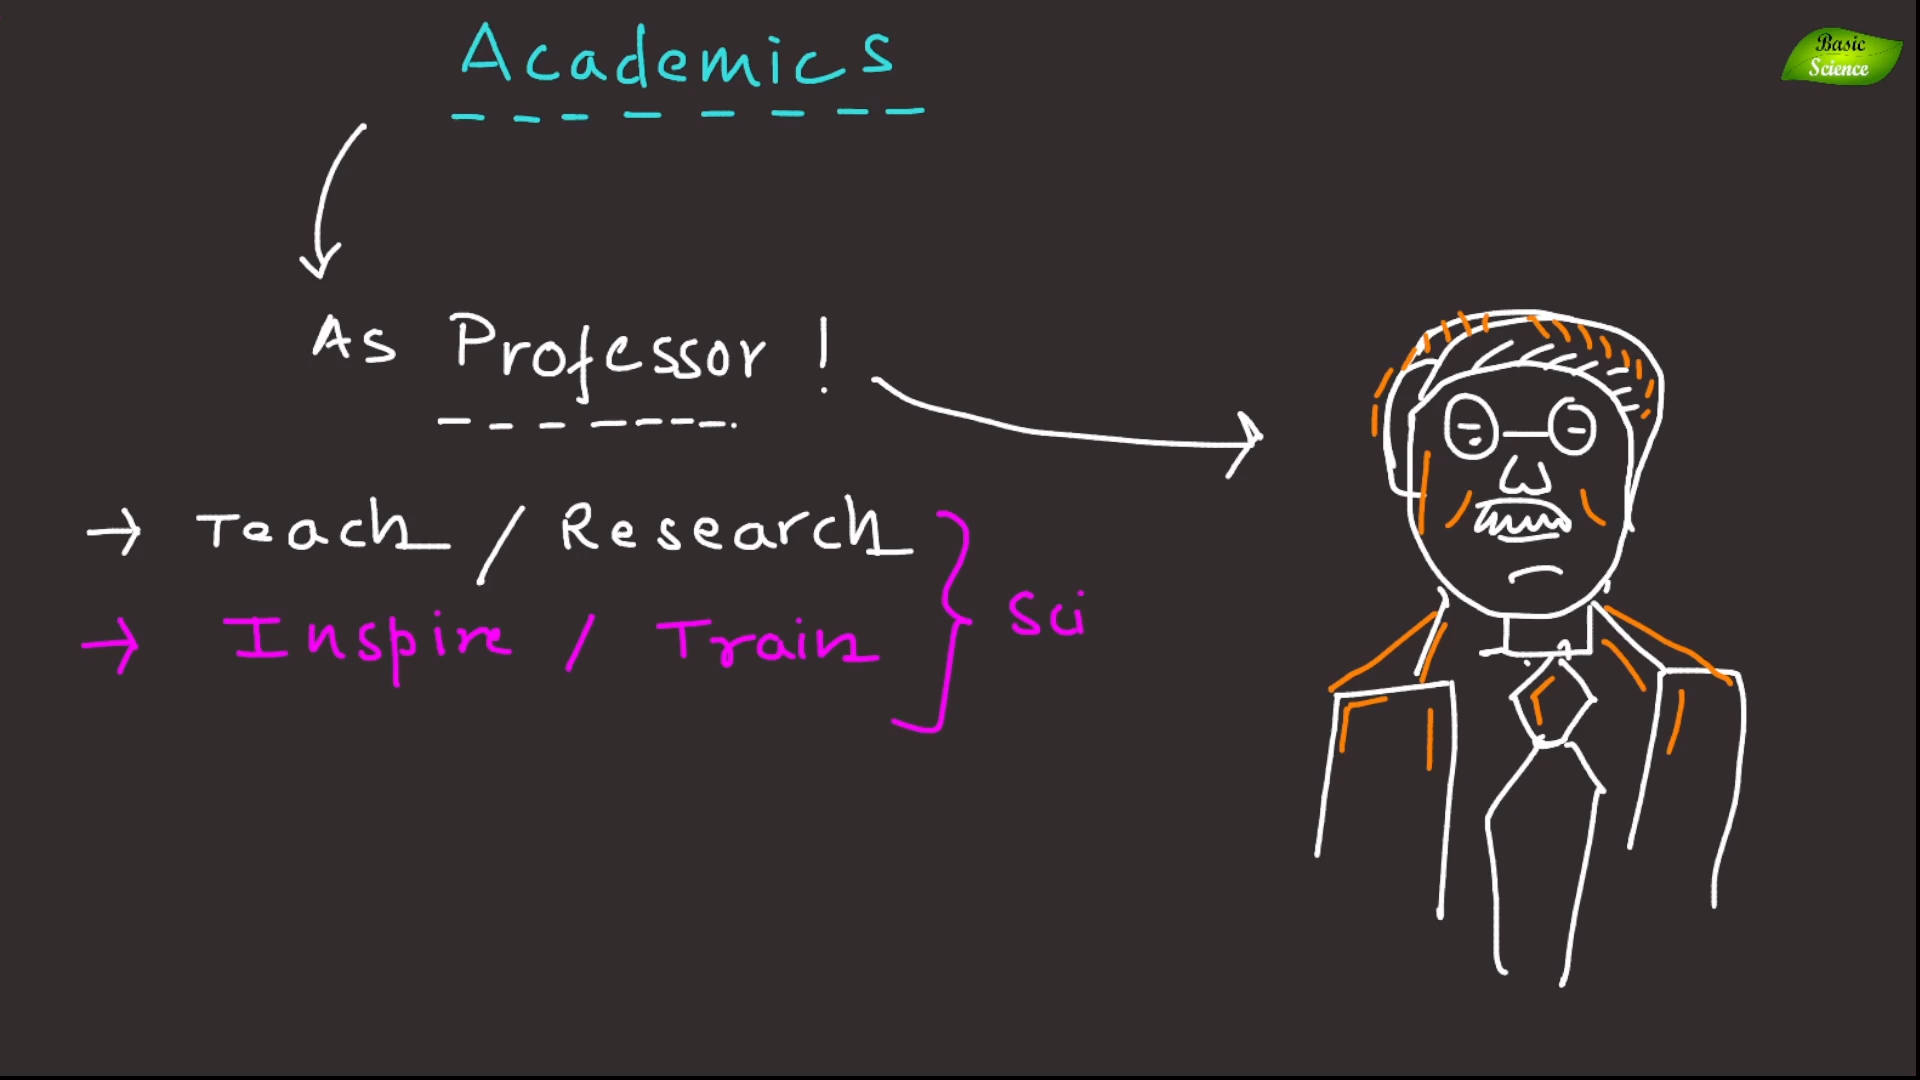 Academics
Basic
Science
As Professor !
→ Teach / Research
→ Inspire / Train
Sci